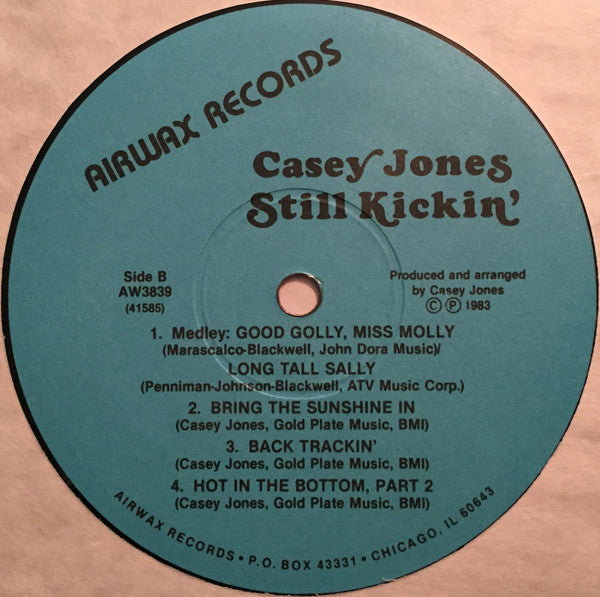 AIRWAX RECORDS
Casey Jones
Still Kickin'
Side B
AW3839
(41585)
Produced and arranged
by Casey Jones
Ⓒ Ⓟ 1983
1. Medley: GOOD GOLLY, MISS MOLLY
(Marascalco-Blackwell, John Dora Music)/
LONG TALL SALLY
(Penniman-Johnson-Blackwell, ATV Music Corp.)
2. BRING THE SUNSHINE IN
(Casey Jones, Gold Plate Music, BMI)
3. BACK TRACKIN'
(Casey Jones, Gold Plate Music, BMI)
4. HOT IN THE BOTTOM, PART 2
(Casey Jones, Gold Plate Music, BMI)
AIRWAX RECORDS • P.O. BOX 43331 • CHICAGO, IL 60643